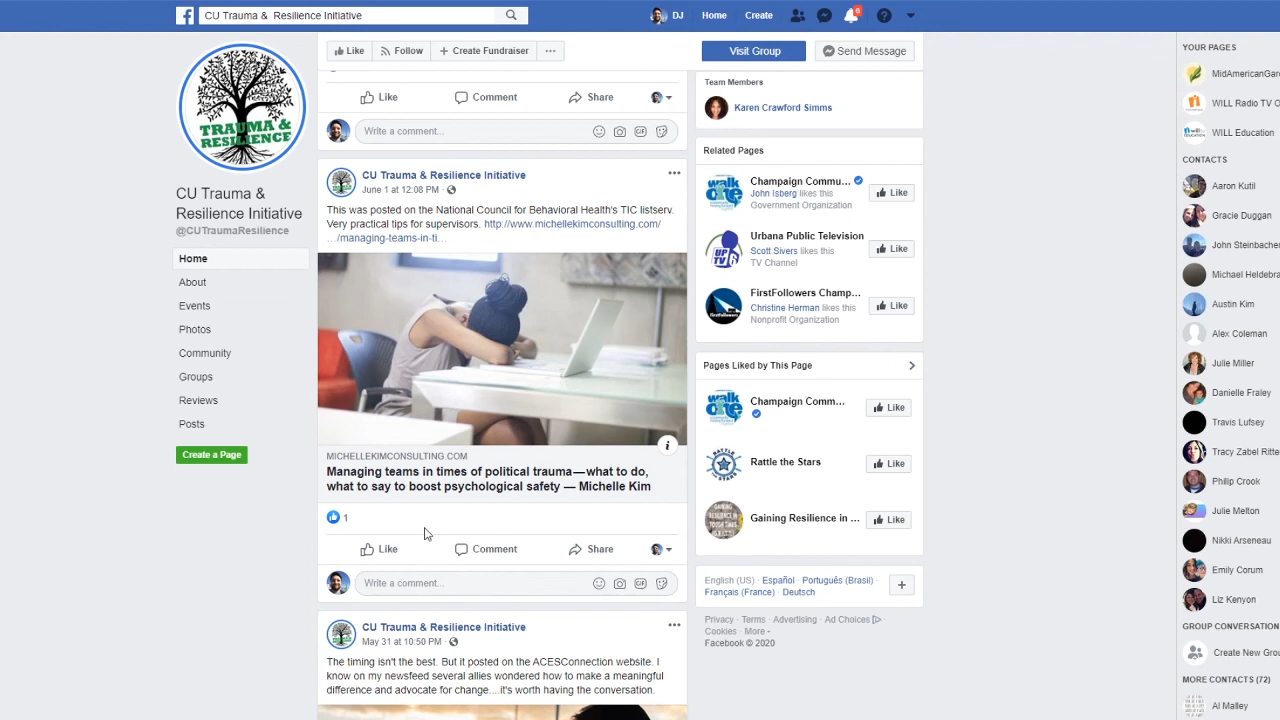 CU Trauma &  Resilience Initiative
DJ
Home
Create
6
Like
Follow
Create Fundraiser
Visit Group
Send Message
TRAUMA &
RESILIENCE
CU Trauma &
Resilience Initiative
@CUTraumaResilience
Home
About
Events
Photos
Community
Groups
Reviews
Posts
Create a Page
Like
Comment
Share
Write a comment...
GIF
CU Trauma & Resilience Initiative
June 1 at 12:08 PM ·
This was posted on the National Council for Behavioral Health's TIC listserv.
Very practical tips for supervisors. http://www.michellekimconsulting.com/
…/managing-teams-in-ti…
MICHELLEKIMCONSULTING.COM
Managing teams in times of political trauma—what to do,
what to say to boost psychological safety — Michelle Kim
1
Like
Comment
Share
Write a comment...
GIF
CU Trauma & Resilience Initiative
May 31 at 10:50 PM ·
The timing isn't the best. But it posted on the ACESConnection website. I
know on my newsfeed several allies wondered how to make a meaningful
difference and advocate for change....it's worth having the conversation.
Team Members
Karen Crawford Simms
Related Pages
Champaign Commu...
John Isberg likes this
Government Organization
Like
Urbana Public Television
Scott Sivers likes this
TV Channel
Like
FirstFollowers Champ...
Christine Herman likes this
Nonprofit Organization
Like
Pages Liked by This Page
Champaign Comm...
Like
Rattle the Stars
Like
Gaining Resilience in ...
Like
English (US) · Español · Português (Brasil) ·
Français (France) · Deutsch
Privacy · Terms · Advertising · Ad Choices ·
Cookies · More
Facebook © 2020
YOUR PAGES
MidAmericanGar
WILL Radio TV O
WILL Education
CONTACTS
Aaron Kutil
Gracie Duggan
John Steinbacher
Michael Heldebra
Austin Kim
Alex Coleman
Julie Miller
Danielle Fraley
Travis Lufsey
Tracy Zabel Ritte
Philip Crook
Julie Melton
Nikki Arseneau
Emily Corum
Liz Kenyon
GROUP CONVERSATION
Create New Grou
MORE CONTACTS (72)
Al Malley